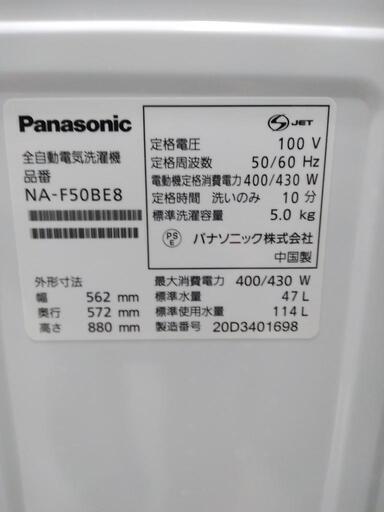 Panasonic
全自動電気洗濯機
品番
NA-F50BE8
外形寸法
幅 562 mm
奥行 572 mm
高さ 880 mm
S JET
定格電圧 100 V
定格周波数 50/60 Hz
電動機定格消費電力 400/430 W
定格時間 洗いのみ 10 分
標準洗濯容量 5.0 kg
PS E パナソニック株式会社
中国製
最大消費電力 400/430 W
標準水量 47 L
標準使用水量 114 L
製造番号 20D3401698